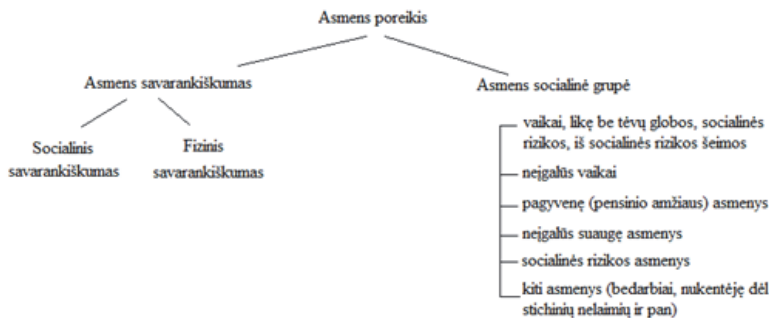 Asmens poreikis
Asmens savarankiškumas
Asmens socialinė grupė
Socialinis
savarankiškumas
Fizinis
savarankiškumas
vaikai, likę be tėvų globos, socialinės
rizikos, iš socialinės rizikos šeimos
neįgalūs vaikai
pagyvenę (pensinio amžiaus) asmenys
neįgalūs suaugę asmenys
socialinės rizikos asmenys
kiti asmenys (bedarbiai, nukentėję dėl
stichinių nelaimių ir pan)